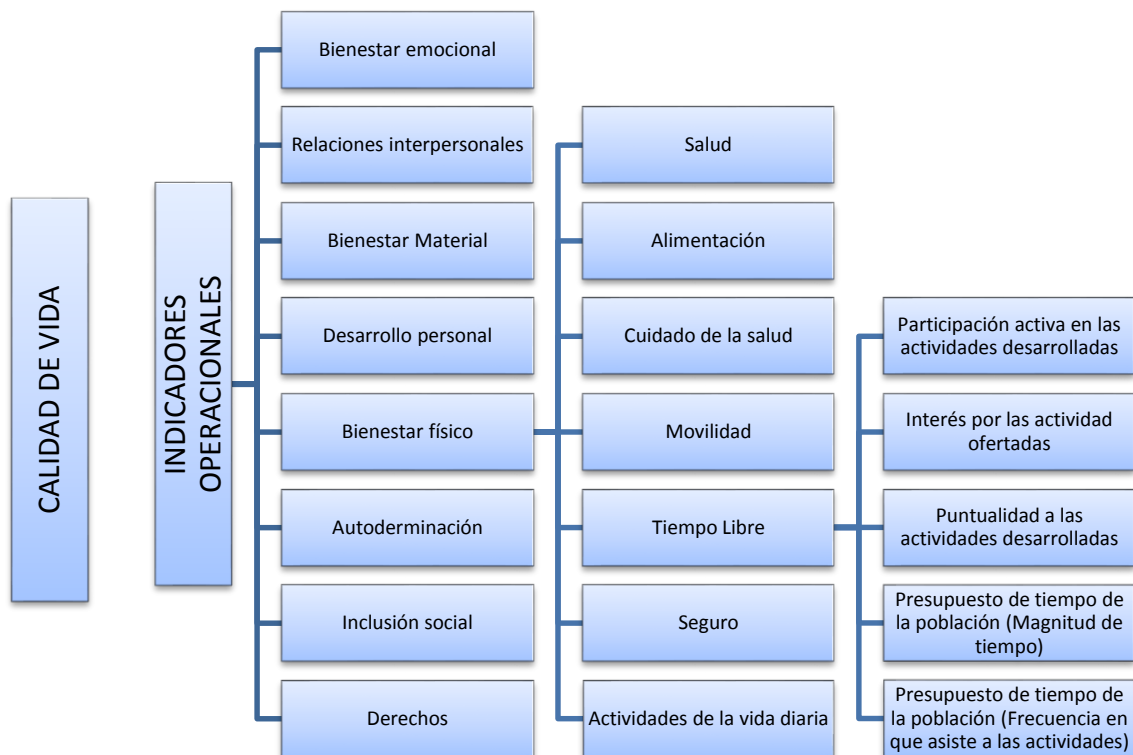 CALIDAD DE VIDA
INDICADORES
OPERACIONALES
Bienestar emocional
Relaciones interpersonales
Bienestar Material
Desarrollo personal
Bienestar físico
Autoderminación
Inclusión social
Derechos
Salud
Alimentación
Cuidado de la salud
Movilidad
Tiempo Libre
Seguro
Actividades de la vida diaria
Participación activa en las
actividades desarrolladas
Interés por las actividad
ofertadas
Puntualidad a las
actividades desarrolladas
Presupuesto de tiempo de
la población (Magnitud de
tiempo)
Presupuesto de tiempo de
la población (Frecuencia en
que asiste a las actividades)